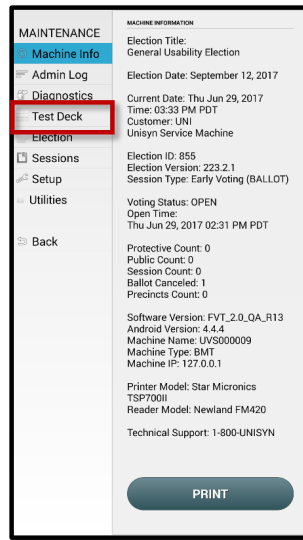 MAINTENANCE
Machine Info
Admin Log
Diagnostics
Test Deck
Election
Sessions
Setup
Utilities
Back
MACHINE INFORMATION
Election Title:
General Usability Election
Election Date: September 12, 2017
Current Date: Thu Jun 29, 2017
Time: 03:33 PM PDT
Customer: UNI
Unisyn Service Machine
Election ID: 855
Election Version: 223.2.1
Session Type: Early Voting (BALLOT)
Voting Status: OPEN
Open Time:
Thu Jun 29, 2017 02:31 PM PDT
Protective Count: 0
Public Count: 0
Session Count: 0
Ballot Canceled: 1
Precincts Count: 0
Software Version: FVT_2.0_QA_R13
Android Version: 4.4.4
Machine Name: UVS000009
Machine Type: BMT
Machine IP: 127.0.0.1
Printer Model: Star Micronics
TSP700II
Reader Model: Newland FM420
Technical Support: 1-800-UNISYN
PRINT